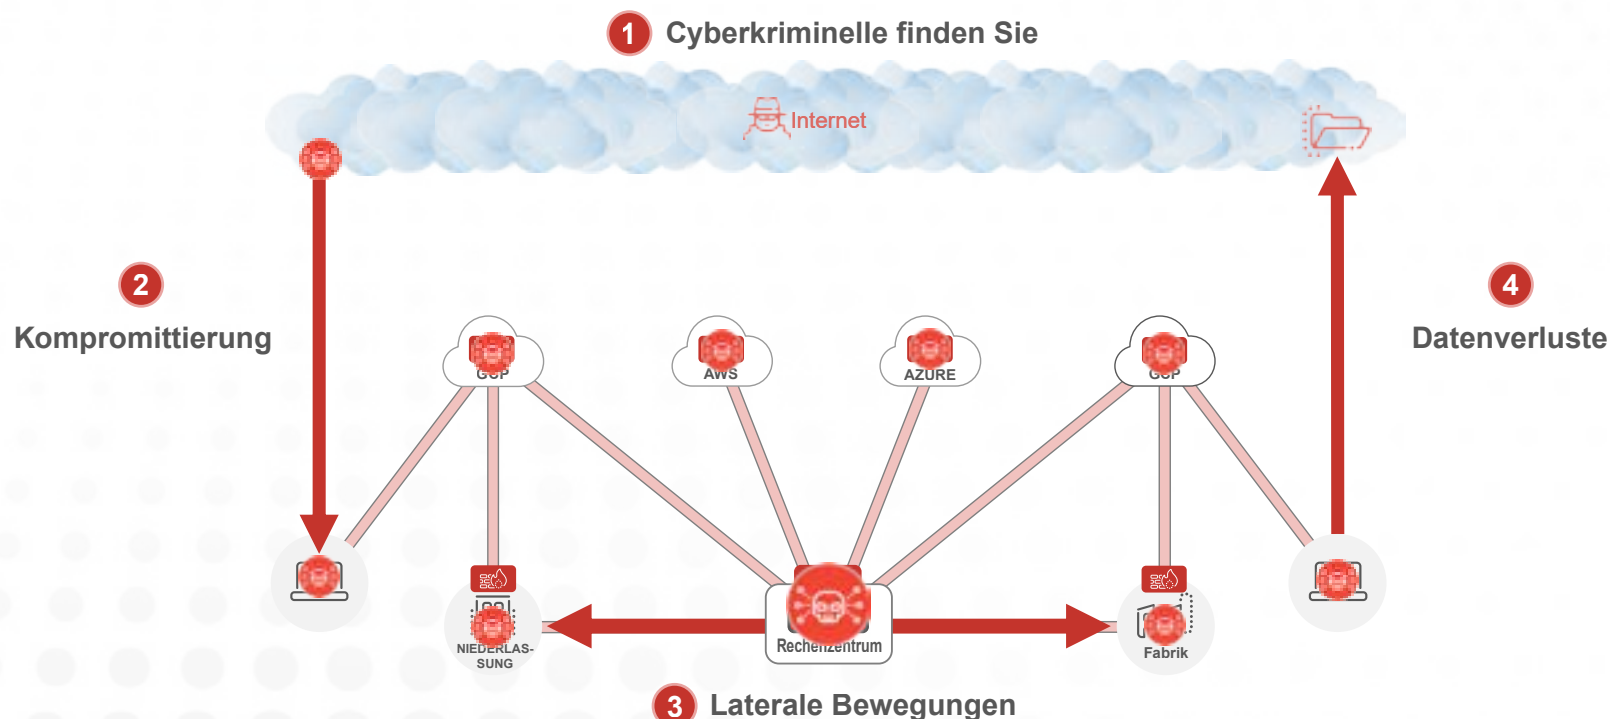 1 Cyberkriminelle finden Sie
Internet
2
Kompromittierung
4
Datenverluste
GCP
AWS
AZURE
GCP
NIEDERLAS-
SUNG
Rechenzentrum
Fabrik
3 Laterale Bewegungen